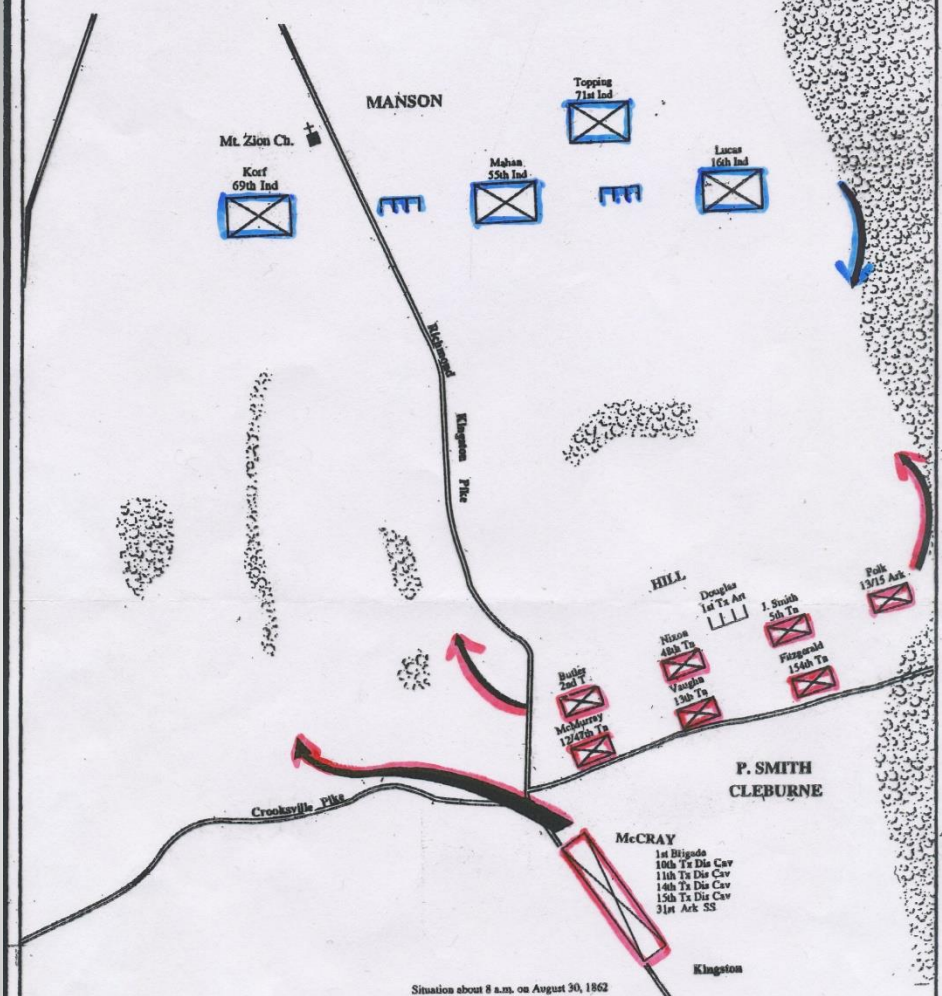 MANSON
Topping
71st Ind
Mt. Zion Ch.
Korf
69th Ind
Mahan
55th Ind
Lucas
16th Ind
Richmond
Kingston Pike
HILL
Douglas
1st Tx Art
Polk
13/15 Ark
J. Smith
5th Tn
Nixon
48th Tn
Fitzgerald
154th Tn
Butler
2nd T
Vaughn
13th Tn
McMurray
12/47th Tn
P. SMITH
CLEBURNE
Crooksville Pike
McCRAY
1st Brigade
10th Tx Dis Cav
11th Tx Dis Cav
14th Tx Dis Cav
15th Tx Dis Cav
31st Ark SS
Kingston
Situation about 8 a.m. on August 30, 1862